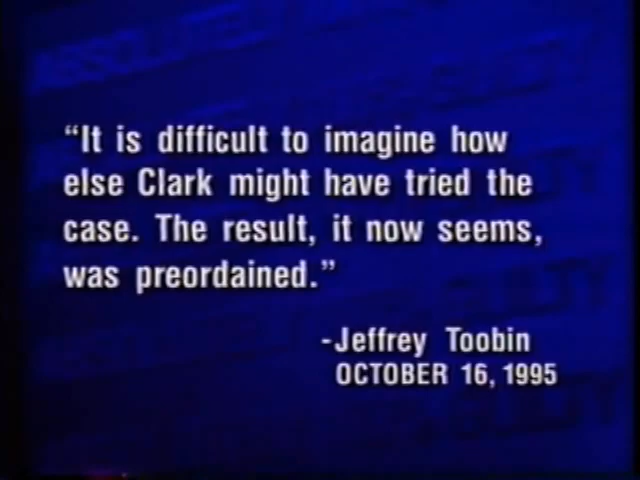 ABSOLUTELY
“It is difficult to imagine how
else Clark might have tried the
case. The result, it now seems,
was preordained.”
-Jeffrey Toobin
OCTOBER 16, 1995